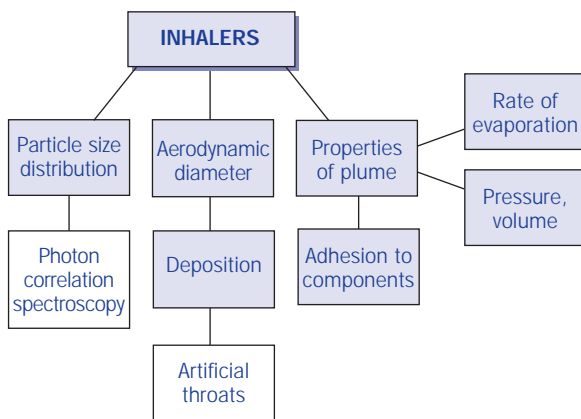 INHALERS
Particle size
distribution
Aerodynamic
diameter
Properties
of plume
Rate of
evaporation
Pressure,
volume
Photon
correlation
spectroscopy
Deposition
Adhesion to
components
Artificial
throats